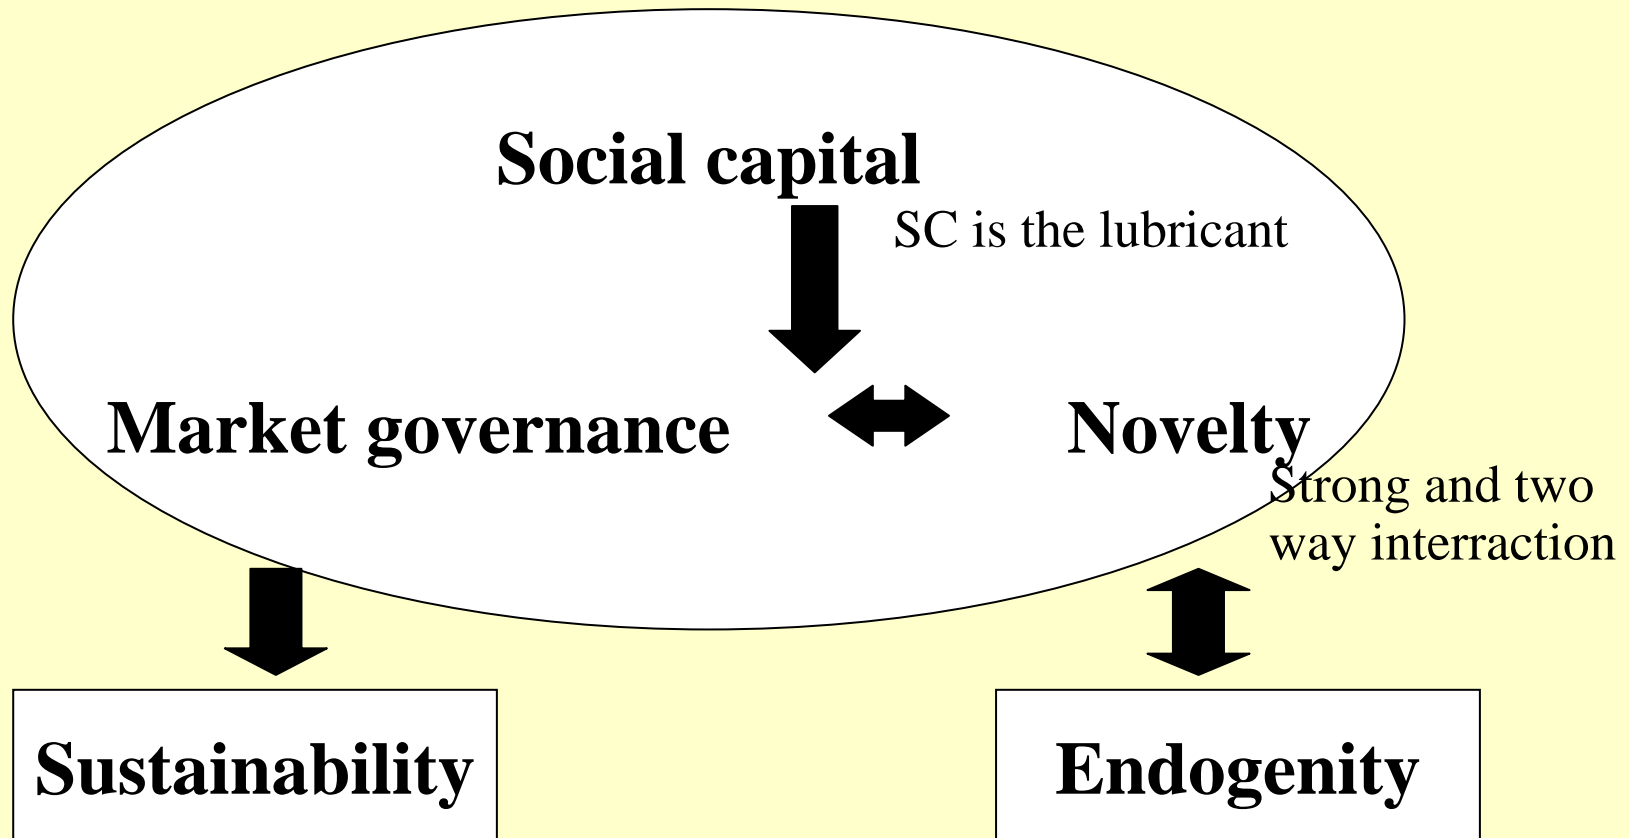 Social capital
SC is the lubricant
Market governance
Novelty
Strong and two
way interraction
Sustainability
Endogenity